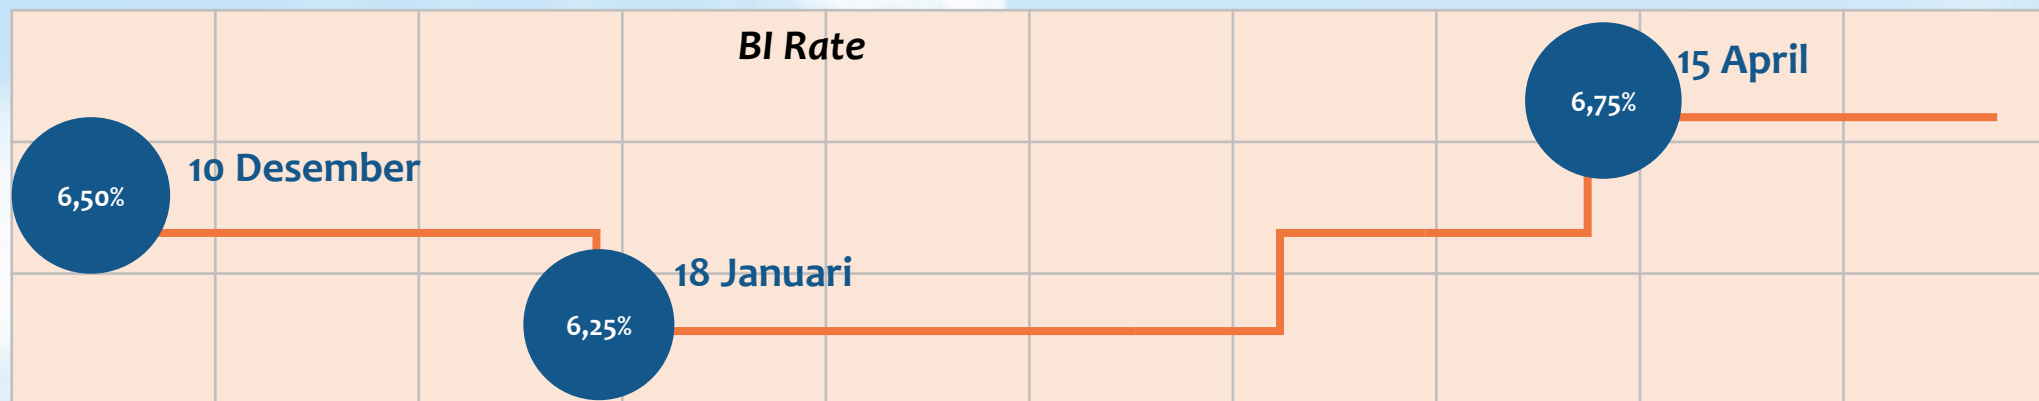 BI Rate
15 April
6,75%
10 Desember
6,50%
18 Januari
6,25%